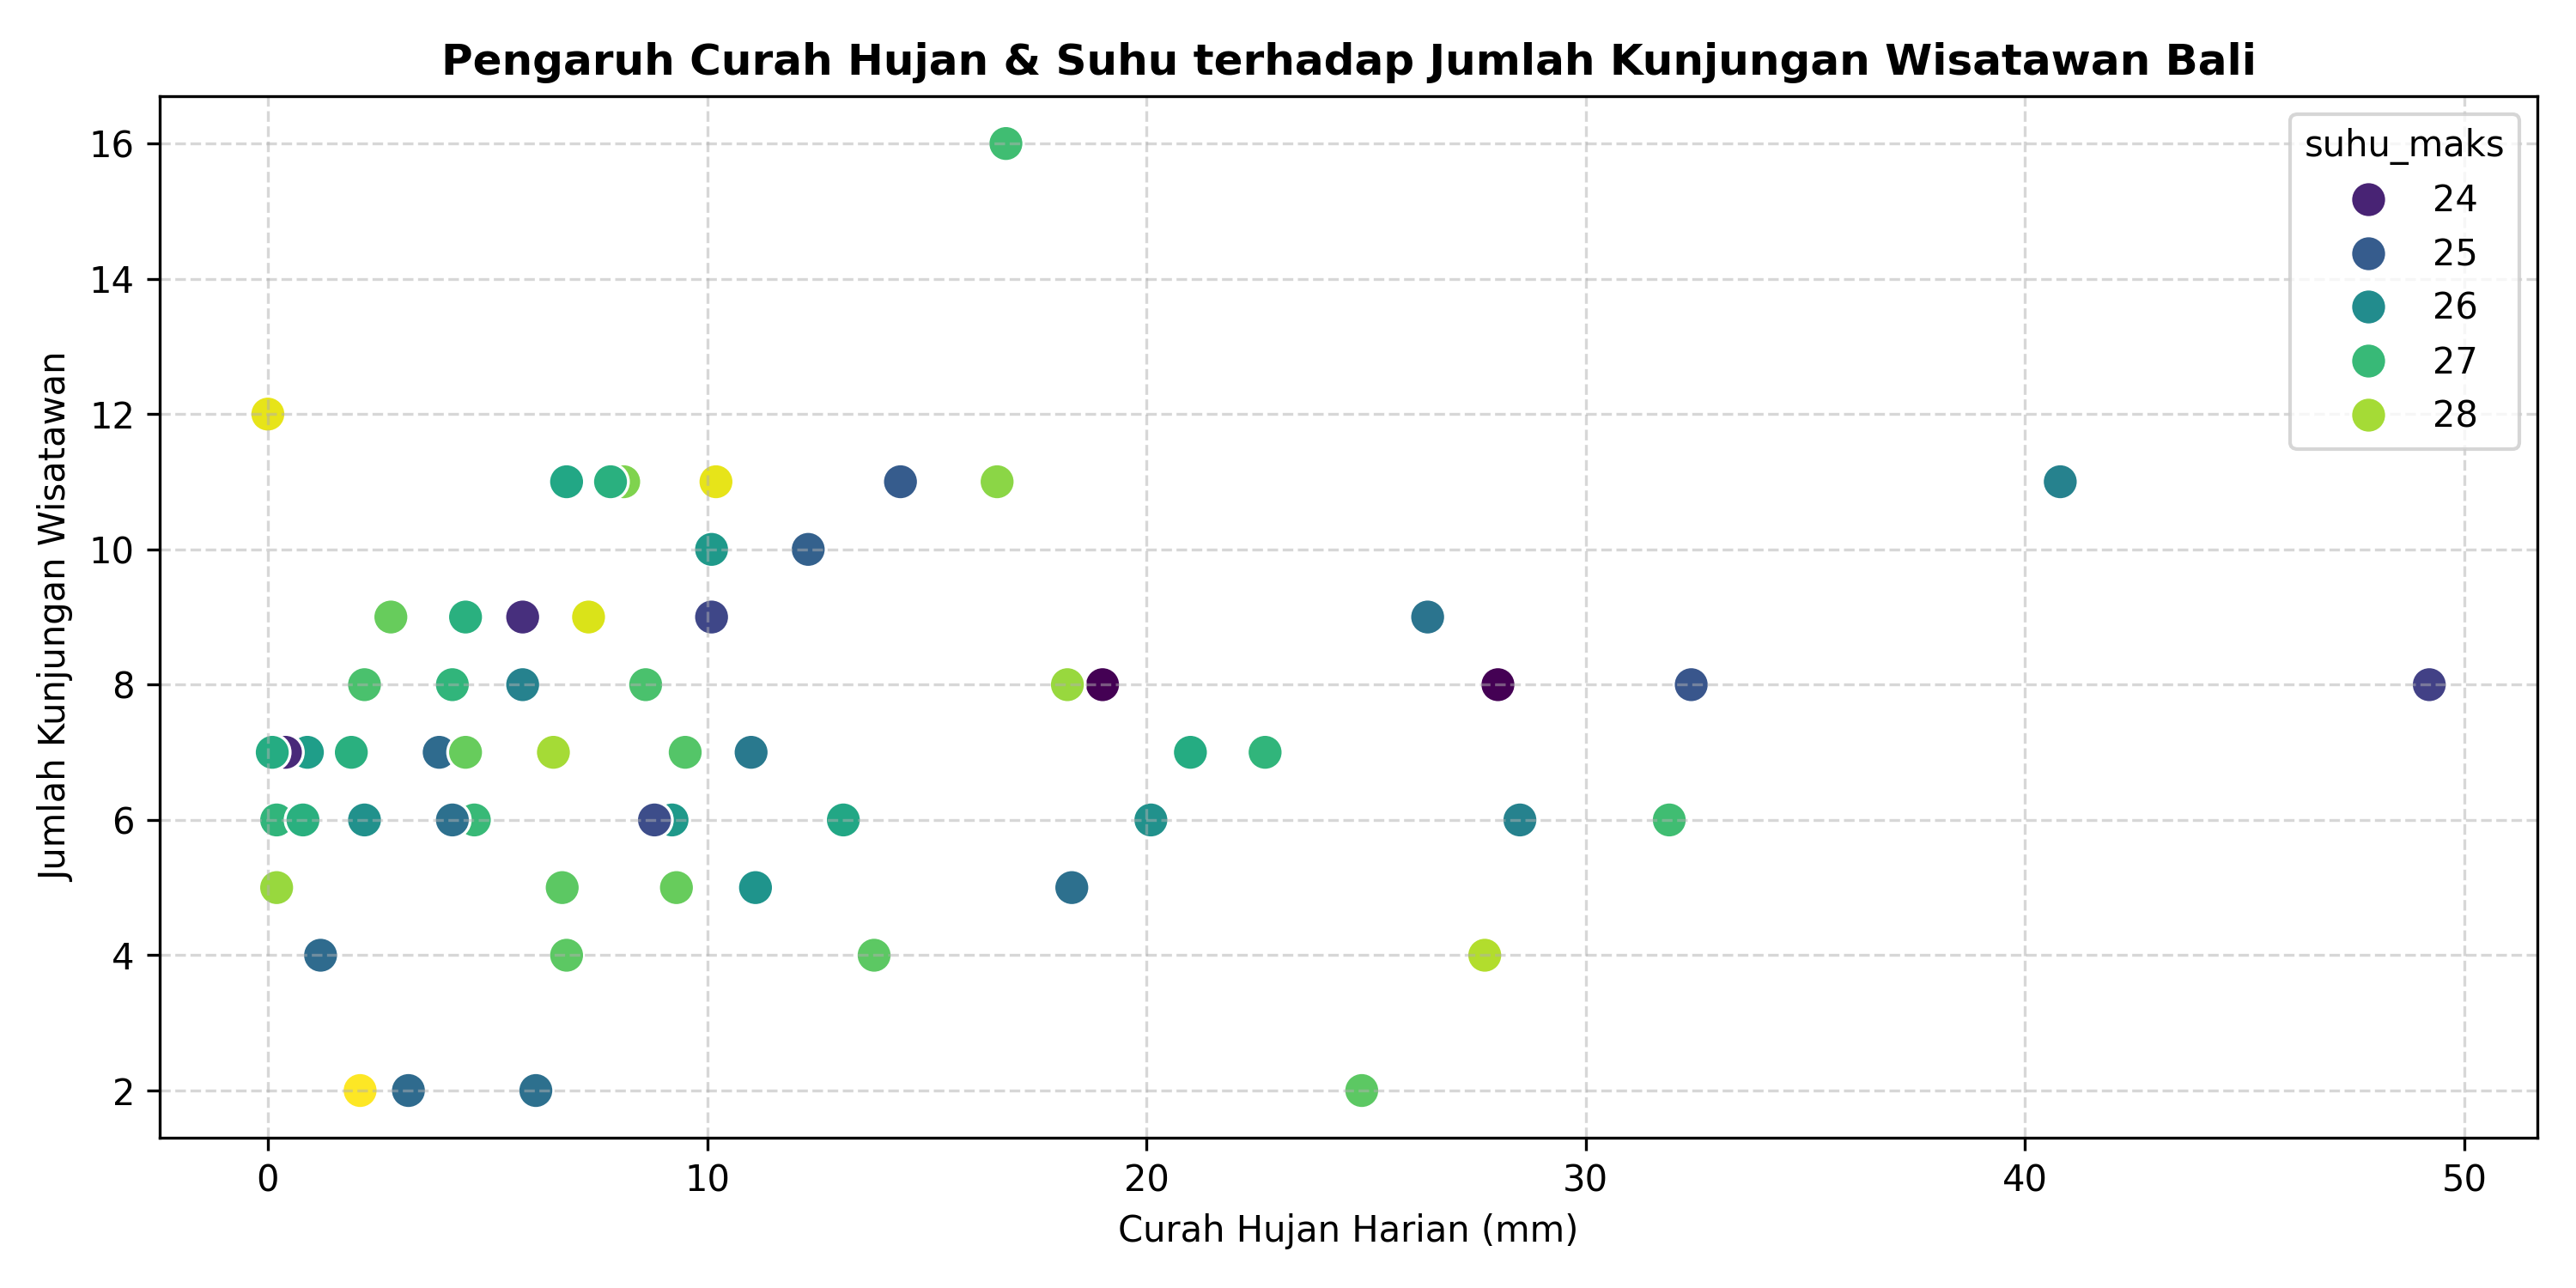 Pengaruh Curah Hujan & Suhu terhadap Jumlah Kunjungan Wisatawan Bali
Jumlah Kunjungan Wisatawan
16
14
12
10
8
6
4
2
suhu_maks
24
25
26
27
28
0 10 20 30 40 50
Curah Hujan Harian (mm)